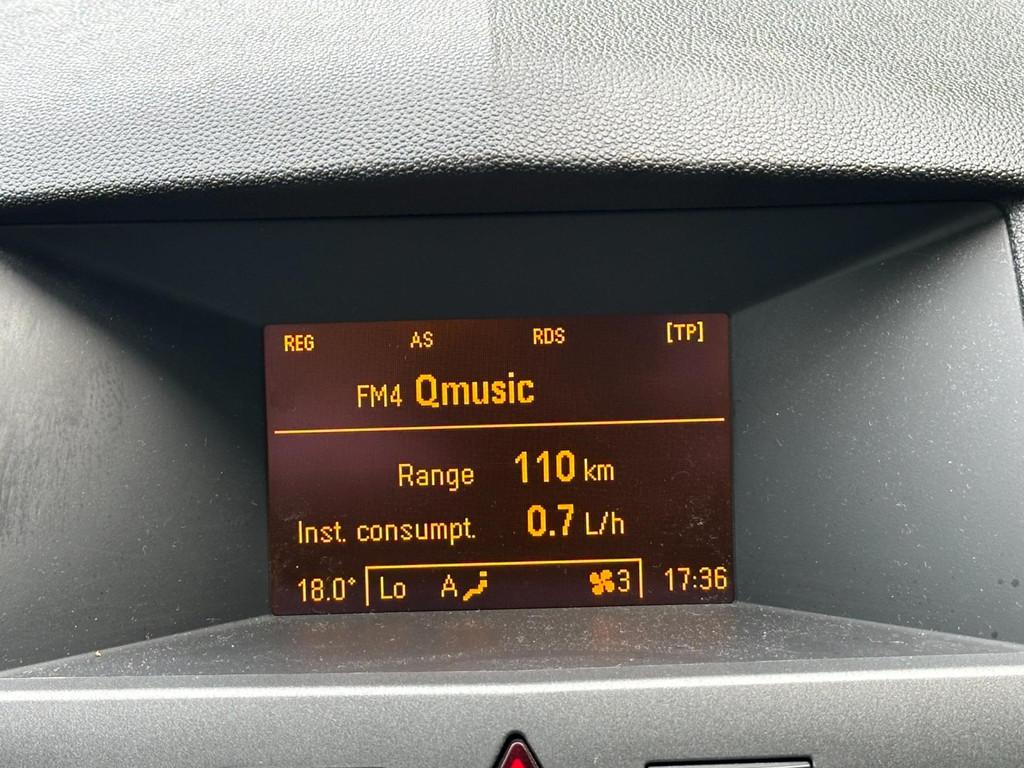 REG AS RDS [TP]
FM4 Qmusic
Range 110 km
Inst. consumpt. 0.7 L/h
18.0° Lo A 3 17:36